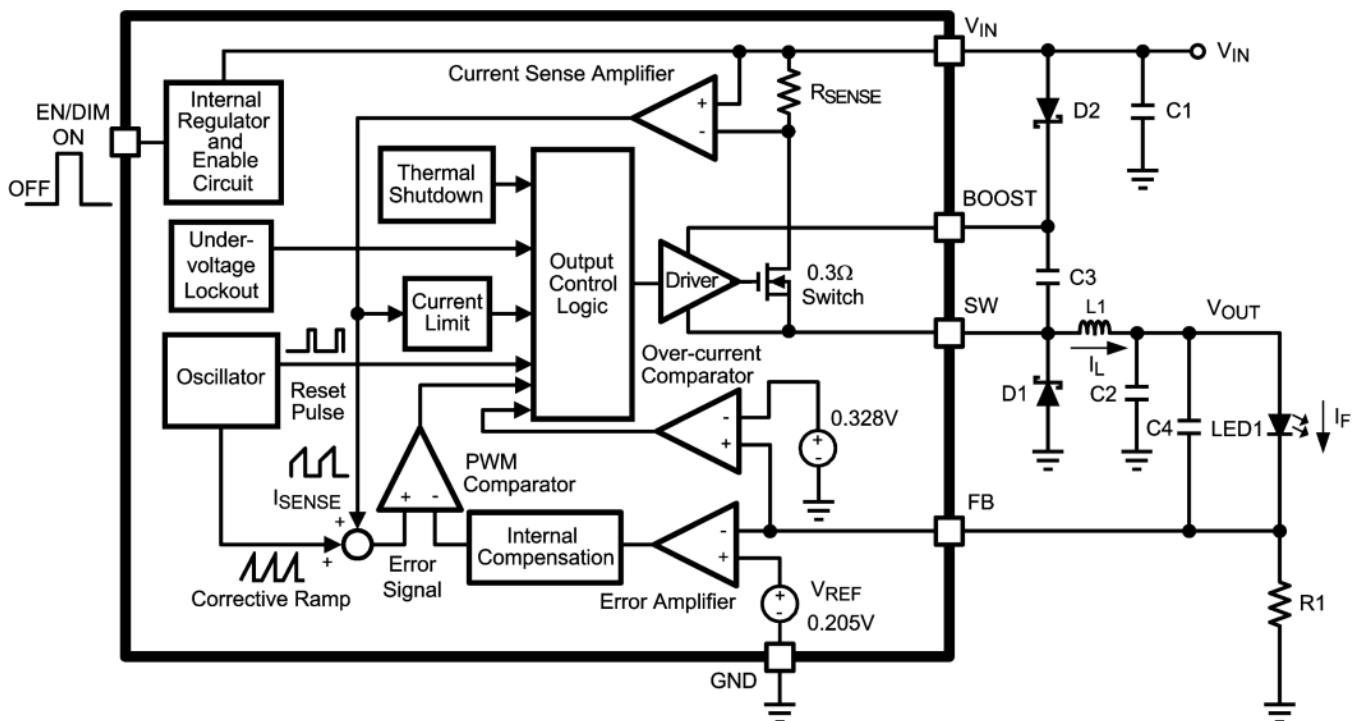 V_IN
V_IN
Current Sense Amplifier
+
-
R_SENSE
D2
C1
EN/DIM
ON
OFF
Internal
Regulator
and
Enable
Circuit
Thermal
Shutdown
BOOST
Under-
voltage
Lockout
Output
Control
Logic
Driver
0.3Ω
Switch
C3
Current
Limit
SW
L1
V_OUT
I_L
Oscillator
Reset
Pulse
Over-current
Comparator
-
+
+
-
0.328V
D1
C2
C4
LED1
I_F
I_SENSE
PWM
Comparator
+
-
+
+
Corrective Ramp
Error
Signal
Internal
Compensation
-
+
Error Amplifier
FB
V_REF
+
-
0.205V
R1
GND